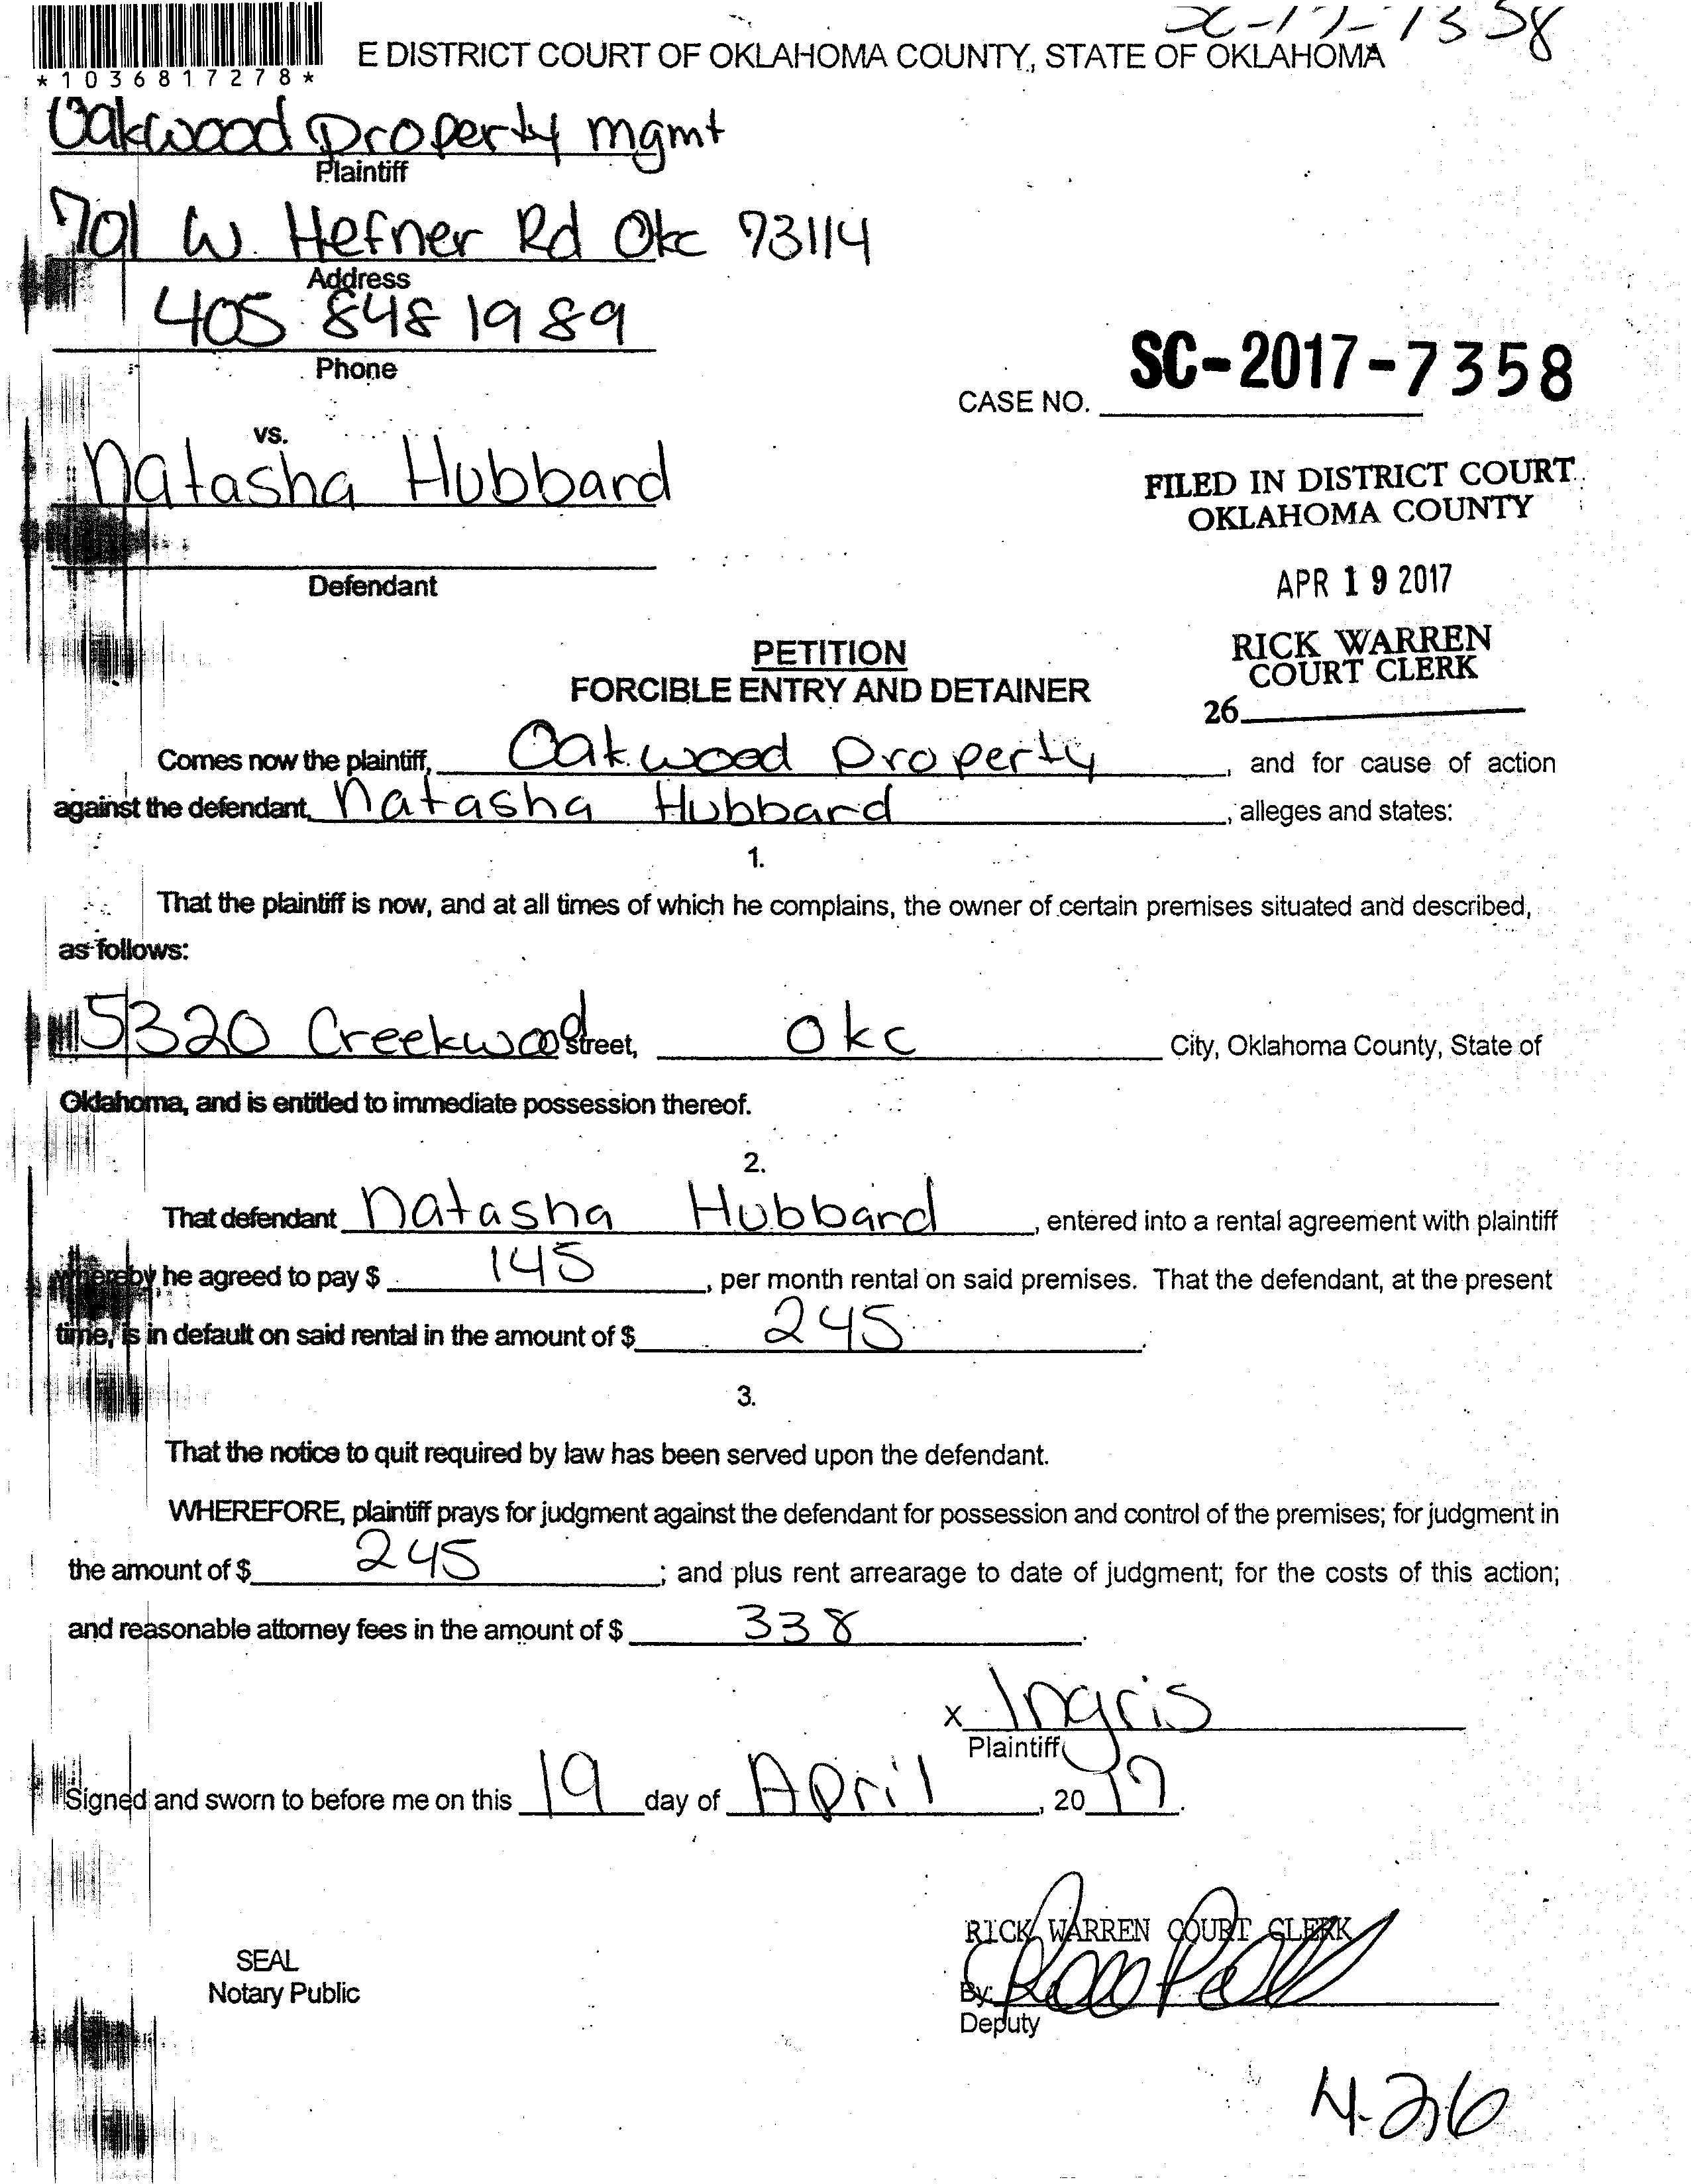 SC-17-7358
*1036817278*
E DISTRICT COURT OF OKLAHOMA COUNTY, STATE OF OKLAHOMA
Oakwood Property mgmt
Plaintiff
701 W. Hefner Rd Okc 73114
Address
405 848 1989
Phone
SC-2017-7358
CASE NO.
vs.
Natasha Hubbard
FILED IN DISTRICT COURT
OKLAHOMA COUNTY
Defendant
APR 19 2017
PETITION
FORCIBLE ENTRY AND DETAINER
RICK WARREN
COURT CLERK
26
Comes now the plaintiff, Oakwood Property, and for cause of action
against the defendant, Natasha Hubbard, alleges and states:
1.
That the plaintiff is now, and at all times of which he complains, the owner of certain premises situated and described,
as follows:
5320 Creekwood Street, Okc City, Oklahoma County, State of
Oklahoma, and is entitled to immediate possession thereof.
2.
That defendant Natasha Hubbard, entered into a rental agreement with plaintiff
whereby he agreed to pay $ 145, per month rental on said premises. That the defendant, at the present
time, is in default on said rental in the amount of $ 245.
3.
That the notice to quit required by law has been served upon the defendant.
WHEREFORE, plaintiff prays for judgment against the defendant for possession and control of the premises; for judgment in
the amount of $ 245; and plus rent arrearage to date of judgment; for the costs of this action;
and reasonable attorney fees in the amount of $ 338.
x Ingris
Plaintiff
Signed and sworn to before me on this 19 day of April, 2017.
RICK WARREN COURT CLERK
SEAL
Notary Public
By:
Deputy
4-26